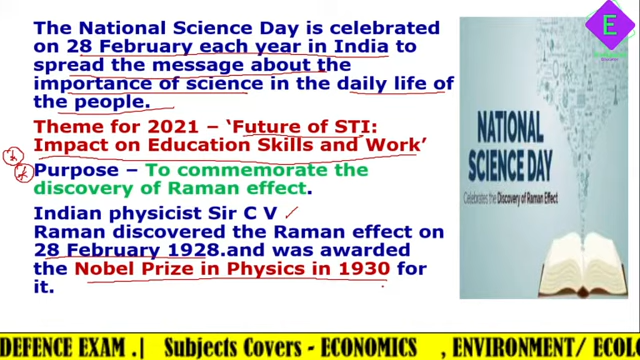 The National Science Day is celebrated
on 28 February each year in India to
spread the message about the
importance of science in the daily life of
the people.
Theme for 2021 – ‘Future of STI:
Impact on Education Skills and Work’
Purpose – To commemorate the
discovery of Raman effect.
Indian physicist Sir C V
Raman discovered the Raman effect on
28 February 1928.and was awarded
the Nobel Prize in Physics in 1930 for
it.
E
NATIONAL
SCIENCE DAY
Celebrates the Discovery of Raman Effect
DEFENCE EXAM .| Subjects Covers - ECONOMICS , ENVIRONMENT/ ECOL